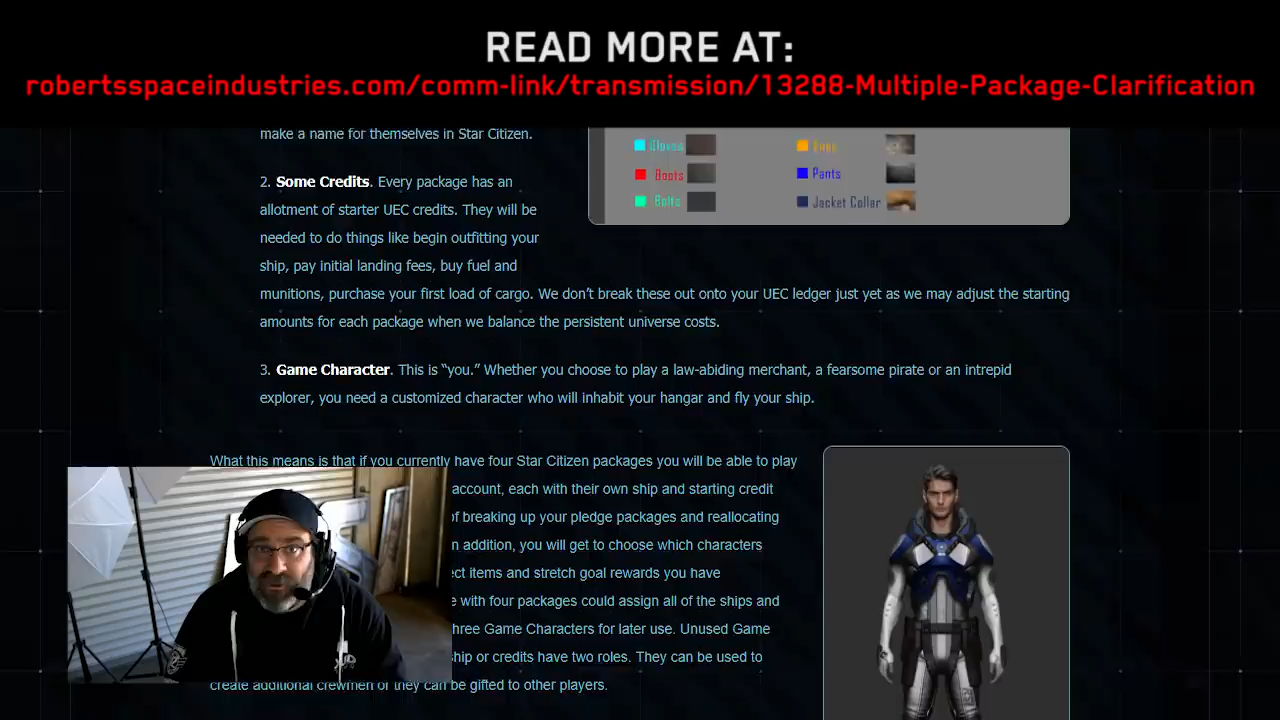 READ MORE AT:
robertsspaceindustries.com/comm-link/transmission/13288-Multiple-Package-Clarification
make a name for themselves in Star Citizen.
Gloves
Boots
Belts
Pants
Jacket Collar
2. Some Credits. Every package has an
allotment of starter UEC credits. They will be
needed to do things like begin outfitting your
ship, pay initial landing fees, buy fuel and
munitions, purchase your first load of cargo. We don’t break these out onto your UEC ledger just yet as we may adjust the starting
amounts for each package when we balance the persistent universe costs.
3. Game Character. This is “you.” Whether you choose to play a law-abiding merchant, a fearsome pirate or an intrepid
explorer, you need a customized character who will inhabit your hangar and fly your ship.
What this means is that if you currently have four Star Citizen packages you will be able to play
account, each with their own ship and starting credit
of breaking up your pledge packages and reallocating
n addition, you will get to choose which characters
ect items and stretch goal rewards you have
e with four packages could assign all of the ships and
three Game Characters for later use. Unused Game
ship or credits have two roles. They can be used to
create additional crewmen or they can be gifted to other players.